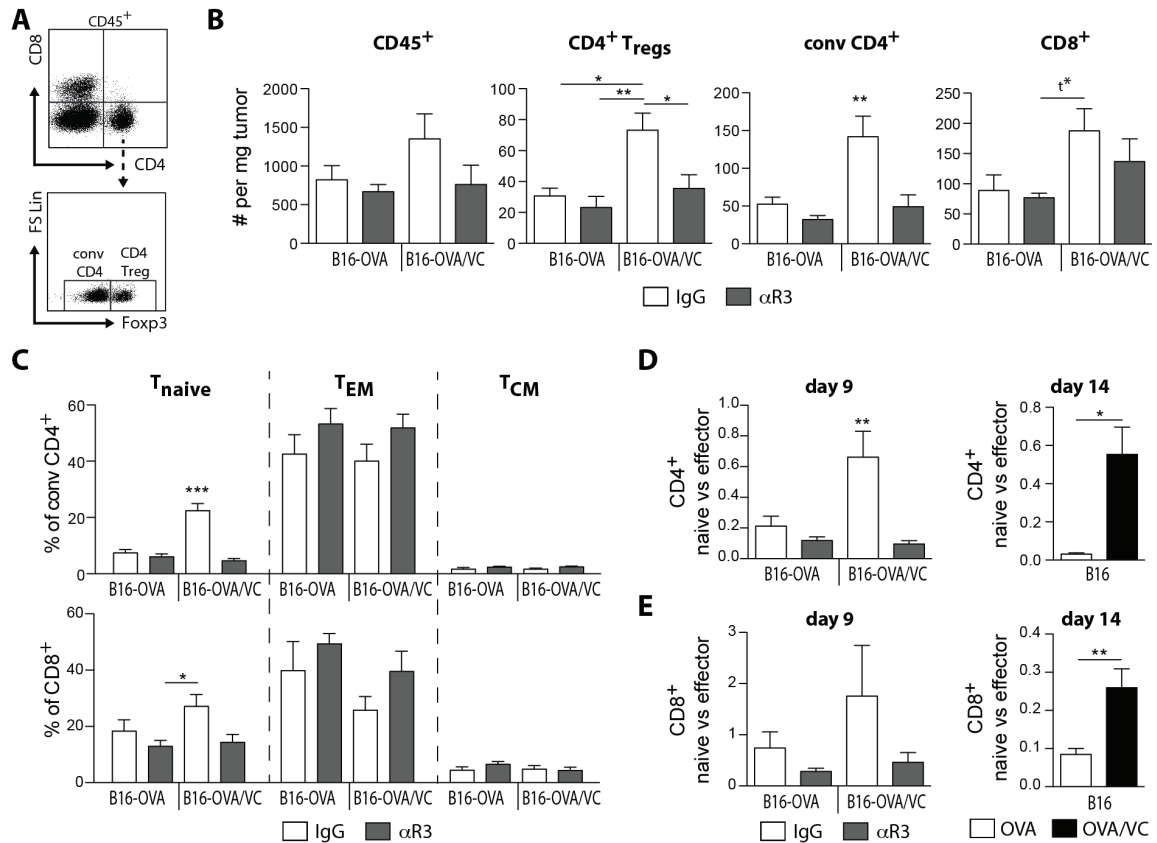 A
CD45+
CD8
CD4
FS Lin
conv CD4
CD4 Treg
Foxp3
B
CD45+
CD4+ Tregs
conv CD4+
CD8+
# per mg tumor
2000
1500
1000
500
0
100
80
60
40
20
0
* ** *
200
150
100
50
0
**
250
200
150
100
50
0
t*
B16-OVA B16-OVA/VC
B16-OVA B16-OVA/VC
B16-OVA B16-OVA/VC
B16-OVA B16-OVA/VC
IgG αR3
C
Tnaive TEM TCM
% of conv CD4+
60
40
20
0
***
B16-OVA B16-OVA/VC
B16-OVA B16-OVA/VC
B16-OVA B16-OVA/VC
% of CD8+
60
40
20
0
*
B16-OVA B16-OVA/VC
B16-OVA B16-OVA/VC
B16-OVA B16-OVA/VC
IgG αR3
D
day 9
CD4+
naive vs effector
1.0
0.8
0.6
0.4
0.2
0.0
**
B16-OVA B16-OVA/VC
day 14
CD4+
naive vs effector
0.8
0.6
0.4
0.2
0.0
*
B16
E
day 9
CD8+
naive vs effector
3
2
1
0
B16-OVA B16-OVA/VC
IgG αR3
day 14
CD8+
naive vs effector
0.4
0.3
0.2
0.1
0.0
**
B16
OVA OVA/VC